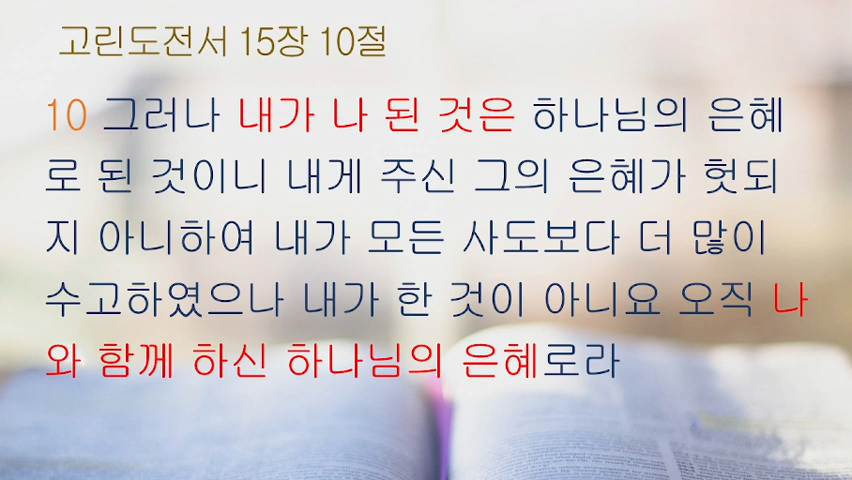 고린도전서 15장 10절
10 그러나 내가 나 된 것은 하나님의 은혜
로 된 것이니 내게 주신 그의 은혜가 헛되
지 아니하여 내가 모든 사도보다 더 많이
수고하였으나 내가 한 것이 아니요 오직 나
와 함께 하신 하나님의 은혜로라